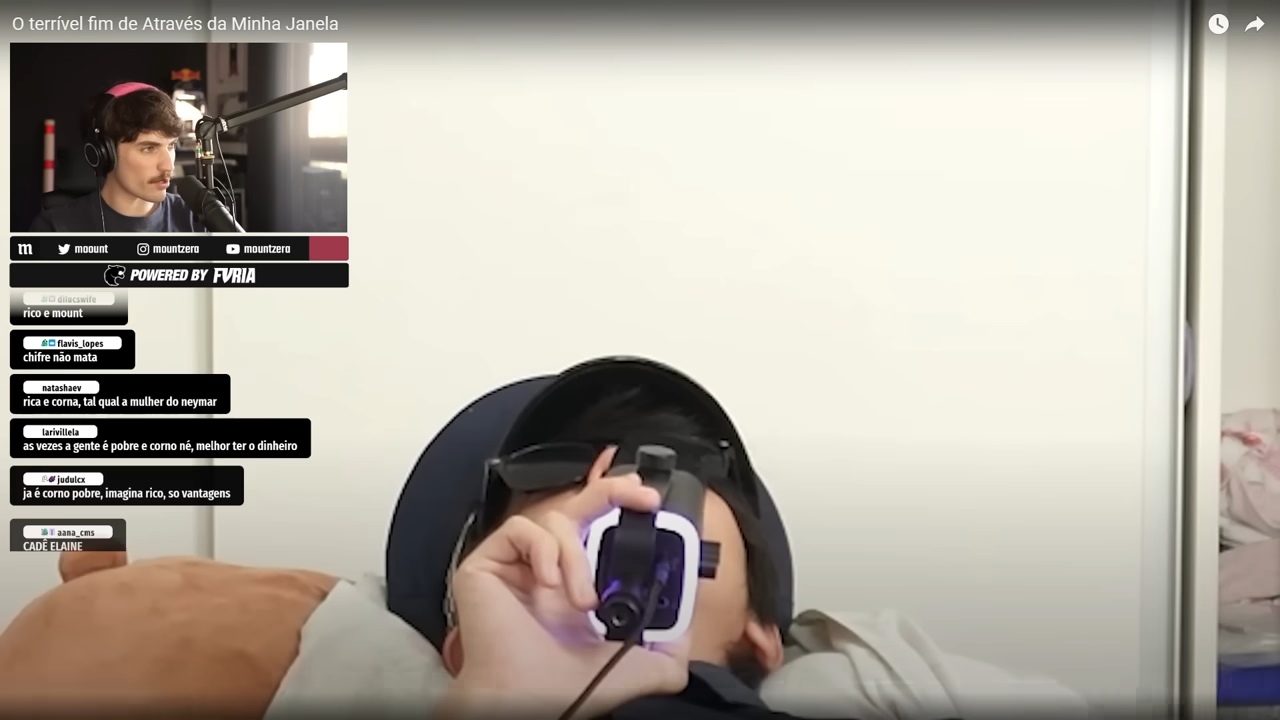 O terrível fim de Através da Minha Janela
m moount mountzera mountzera
POWERED BY FURIA
dilucswife
rico e mount
flavis_lopes
chifre não mata
natashaev
rica e corna, tal qual a mulher do neymar
larivillela
as vezes a gente é pobre e corno né, melhor ter o dinheiro
judulcx
ja é corno pobre, imagina rico, so vantagens
aana_cms
CADÊ ELAINE